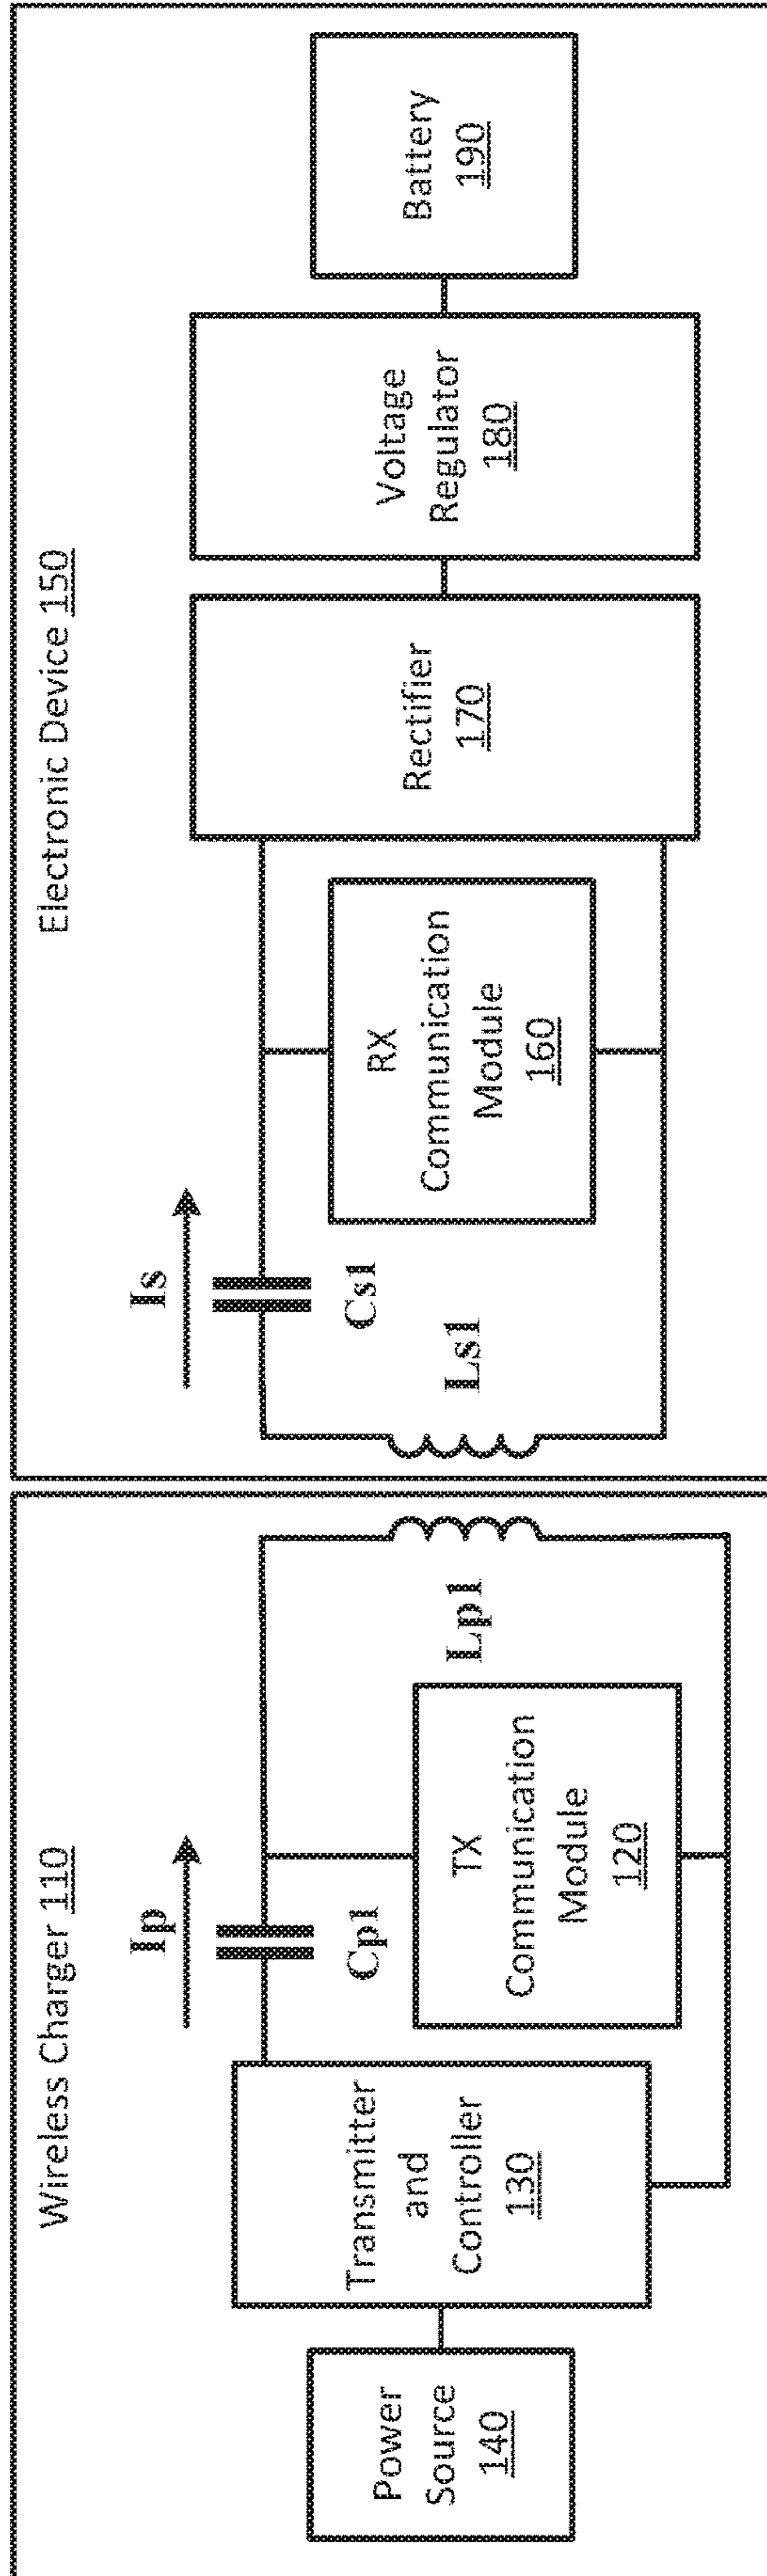 Wireless Charger 110
Power
Source
140
Transmitter
and
Controller
130
Ip
Cp1
TX
Communication
Module
120
Lp1
Electronic Device 150
Is
Cs1
Ls1
RX
Communication
Module
160
Rectifier
170
Voltage
Regulator
180
Battery
190